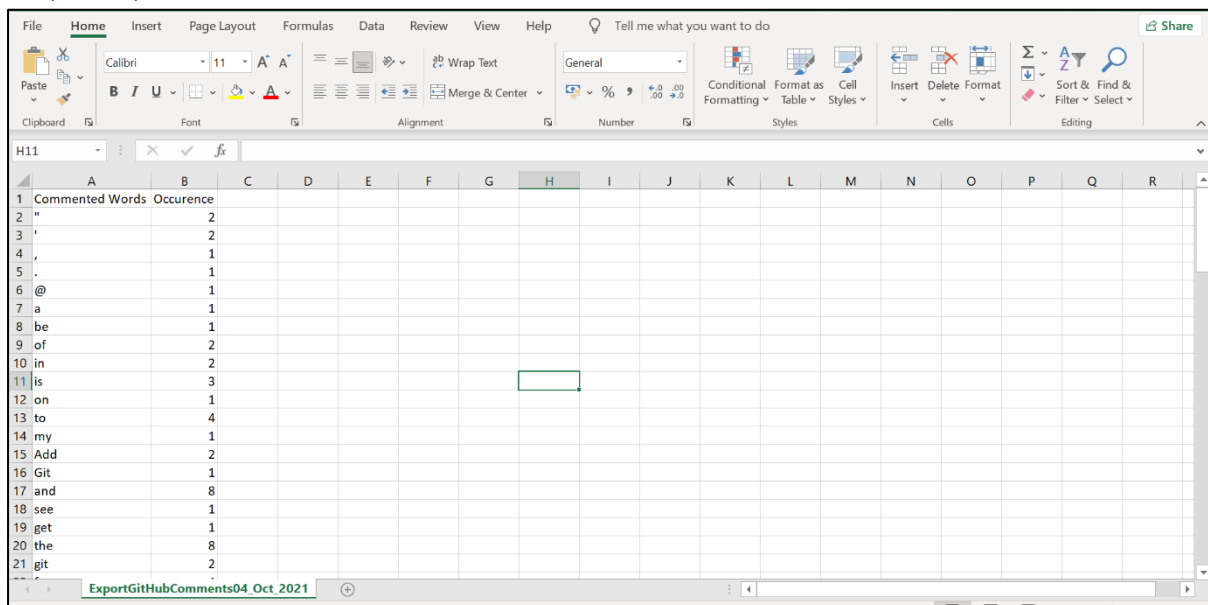 File Home Insert Page Layout Formulas Data Review View Help Tell me what you want to do Share
Calibri 11 A A ab Wrap Text General
Paste B I U A Merge & Center % , Conditional Formatting Format as Table Cell Styles Insert Delete Format Sort & Filter Find & Select
Clipboard Font Alignment Number Styles Cells Editing
H11 fx
A B C D E F G H I J K L M N O P Q R
1 Commented Words Occurence
2 " 2
3 ' 2
4 , 1
5 . 1
6 @ 1
7 a 1
8 be 1
9 of 2
10 in 2
11 is 3
12 on 1
13 to 4
14 my 1
15 Add 2
16 Git 1
17 and 8
18 see 1
19 get 1
20 the 8
21 git 2
ExportGitHubComments04_Oct_2021